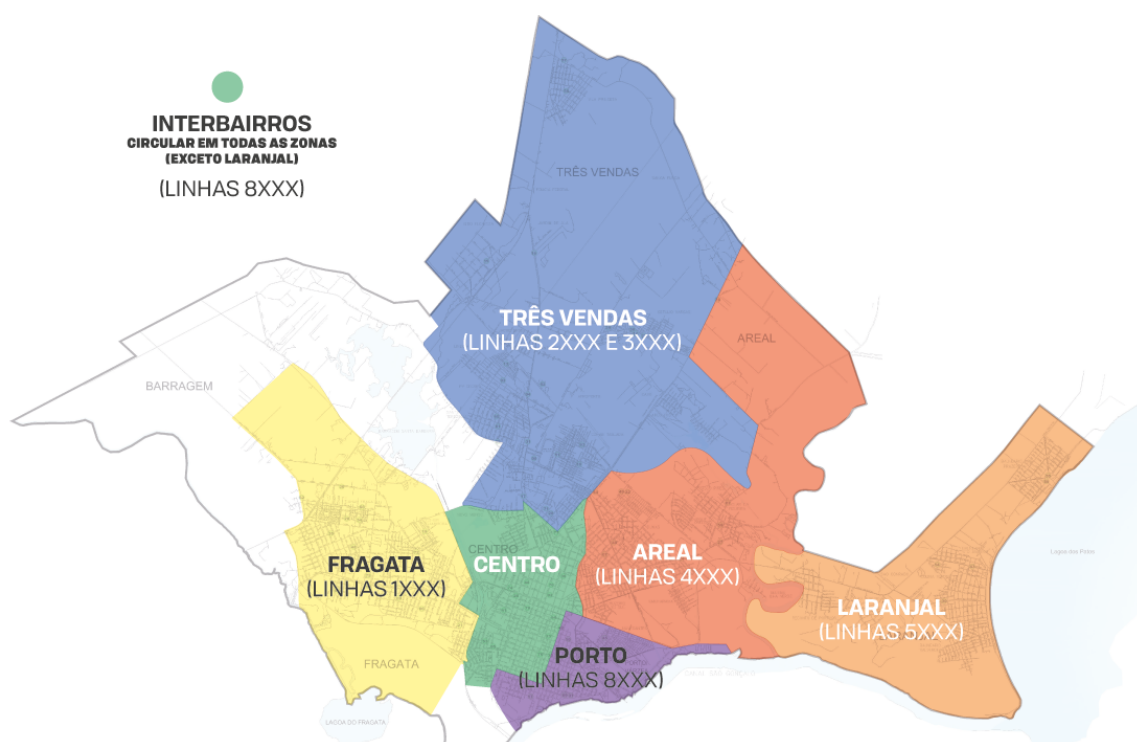 INTERBAIRROS
CIRCULAR EM TODAS AS ZONAS
(EXCETO LARANJAL)
(LINHAS 8XXX)
TRÊS VENDAS
TRÊS VENDAS
(LINHAS 2XXX E 3XXX)
AREAL
BARRAGEM
CENTRO
FRAGATA
(LINHAS 1XXX)
CENTRO
AREAL
(LINHAS 4XXX)
Lagoa dos Patos
LARANJAL
(LINHAS 5XXX)
FRAGATA
PORTO
(LINHAS 8XXX)
LAGOA DO FRAGATA